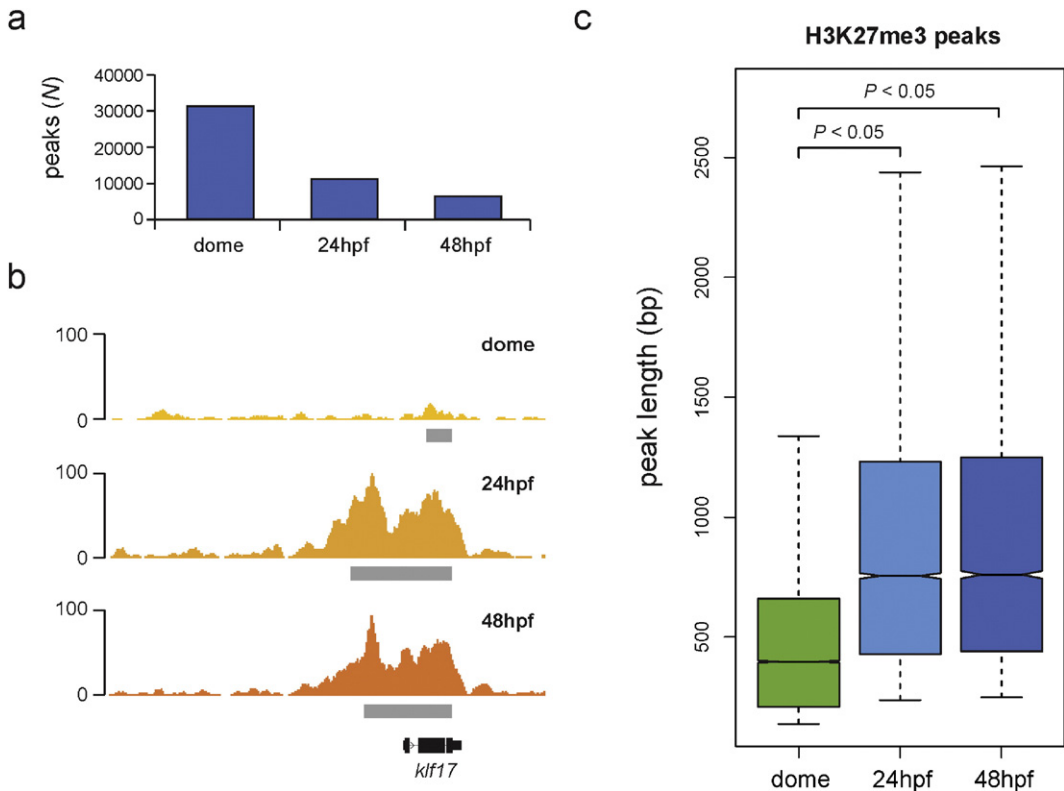 a
peaks (N)
40000
30000
20000
10000
0
dome 24hpf 48hpf
b
100
0
dome
100
0
24hpf
100
0
48hpf
klf17
c
H3K27me3 peaks
P < 0.05
P < 0.05
peak length (bp)
2500
2000
1500
1000
500
dome 24hpf 48hpf